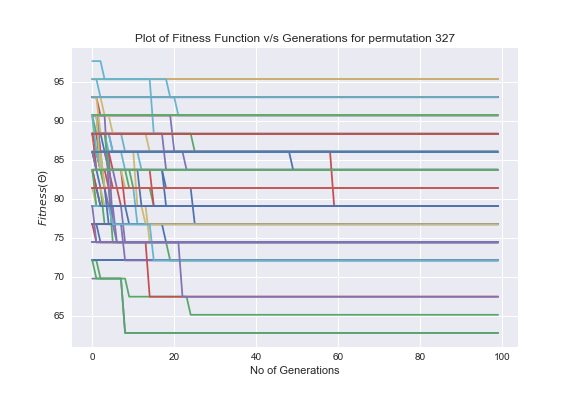 Plot of Fitness Function v/s Generations for permutation 327
95
90
85
80
75
70
65
Fitness(Θ)
0 20 40 60 80 100
No of Generations